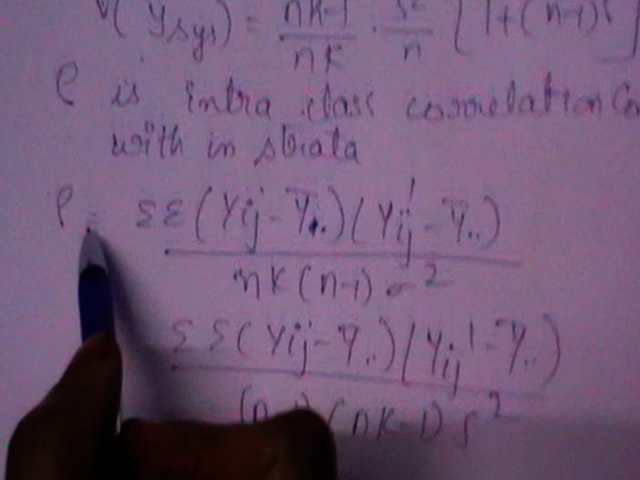 V( ȳsys) = nk-1/nk . s²/n [1+(n-1)ρ]
ρ is intra class correlation
with in strata
ρ = ΣΣ(Yij - Ȳ..)(Yij' - Ȳ..)
nk(n-1)σ²
ΣΣ(Yij - Ȳ..)(Yij' - Ȳ..)
(n-1)(nk-1)s²